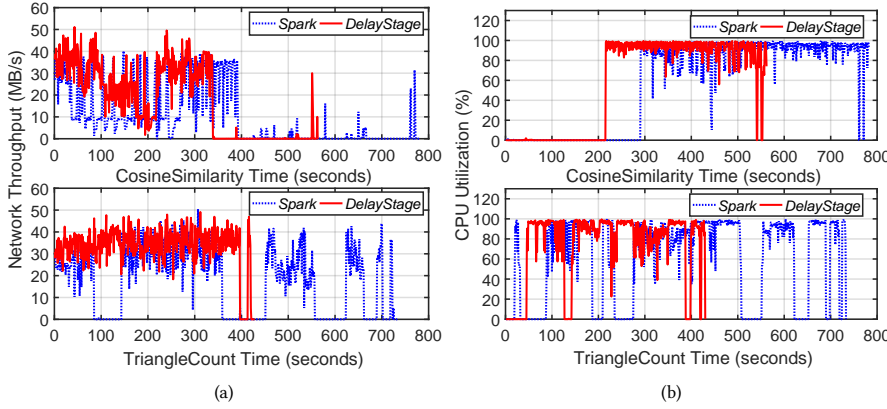 Network Throughput (MB/s)
60
50
40
30
20
10
0
Spark DelayStage
0 100 200 300 400 500 600 700 800
CosineSimilarity Time (seconds)
60
50
40
30
20
10
0
Spark DelayStage
0 100 200 300 400 500 600 700 800
TriangleCount Time (seconds)
(a)
CPU Utilization (%)
120
100
80
60
40
20
0
Spark DelayStage
0 100 200 300 400 500 600 700 800
CosineSimilarity Time (seconds)
120
100
80
60
40
20
0
Spark DelayStage
0 100 200 300 400 500 600 700 800
TriangleCount Time (seconds)
(b)